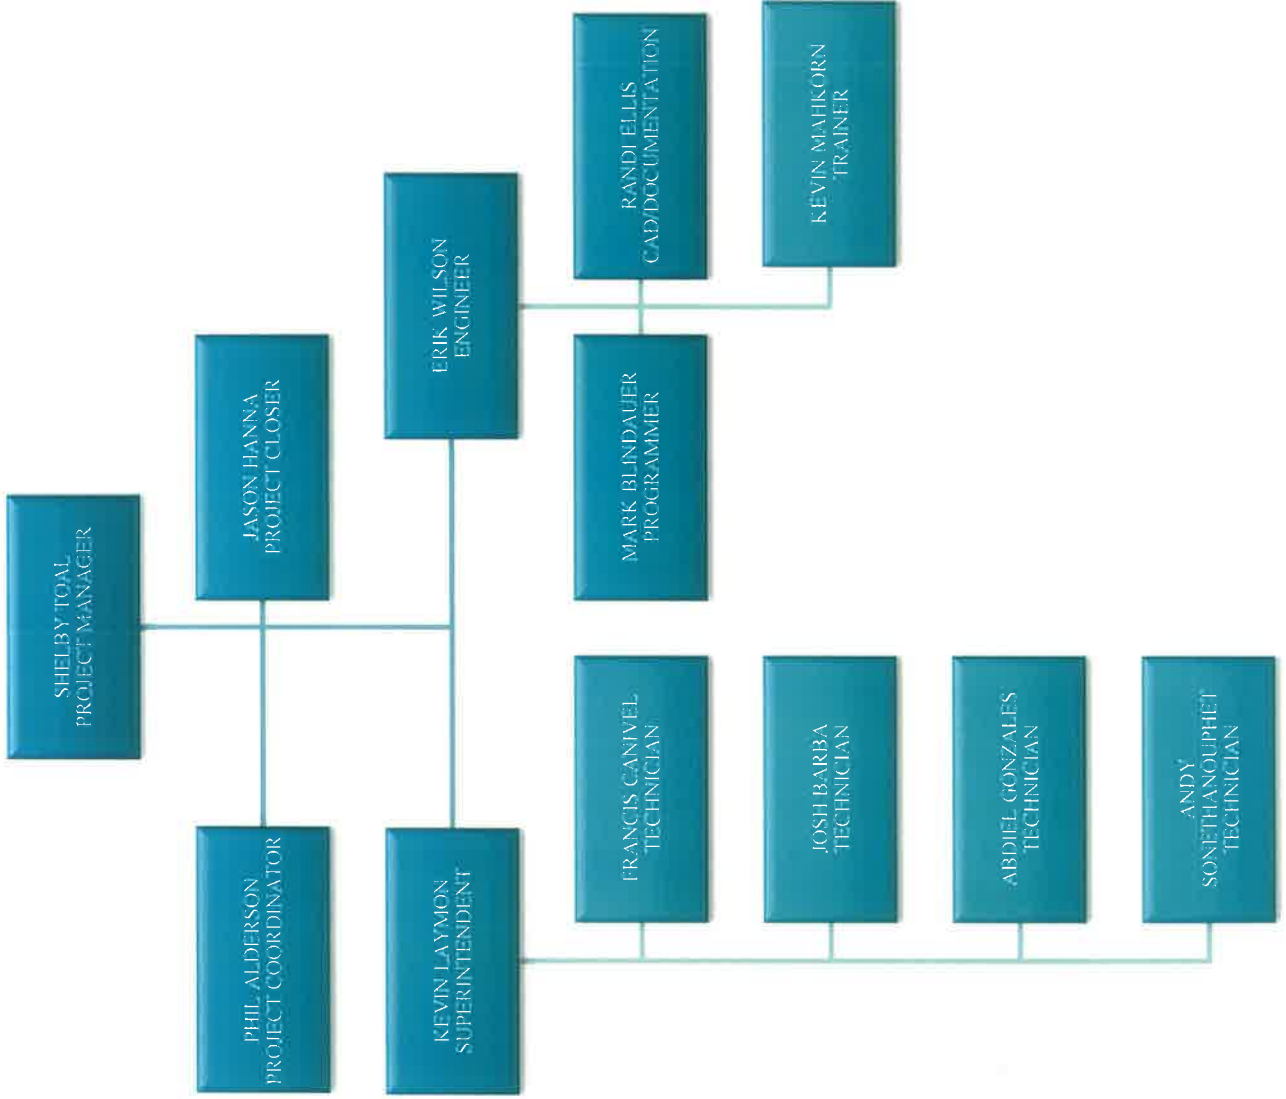 SHELBY TOAL
PROJECT MANAGER
PHIL ALDERSON
PROJECT COORDINATOR
JASON HANNA
PROJECT CLOSER
KEVIN LAYMON
SUPERINTENDENT
ERIK WILSON
ENGINEER
FRANCIS CANIVEL
TECHNICIAN
JOSH BARBA
TECHNICIAN
ABDIEL GONZALES
TECHNICIAN
ANDY
SONETHANOUPHET
TECHNICIAN
MARK BLINDAUER
PROGRAMMER
RANDI ELLIS
CAD/DOCUMENTATION
KEVIN MAHKORN
TRAINER